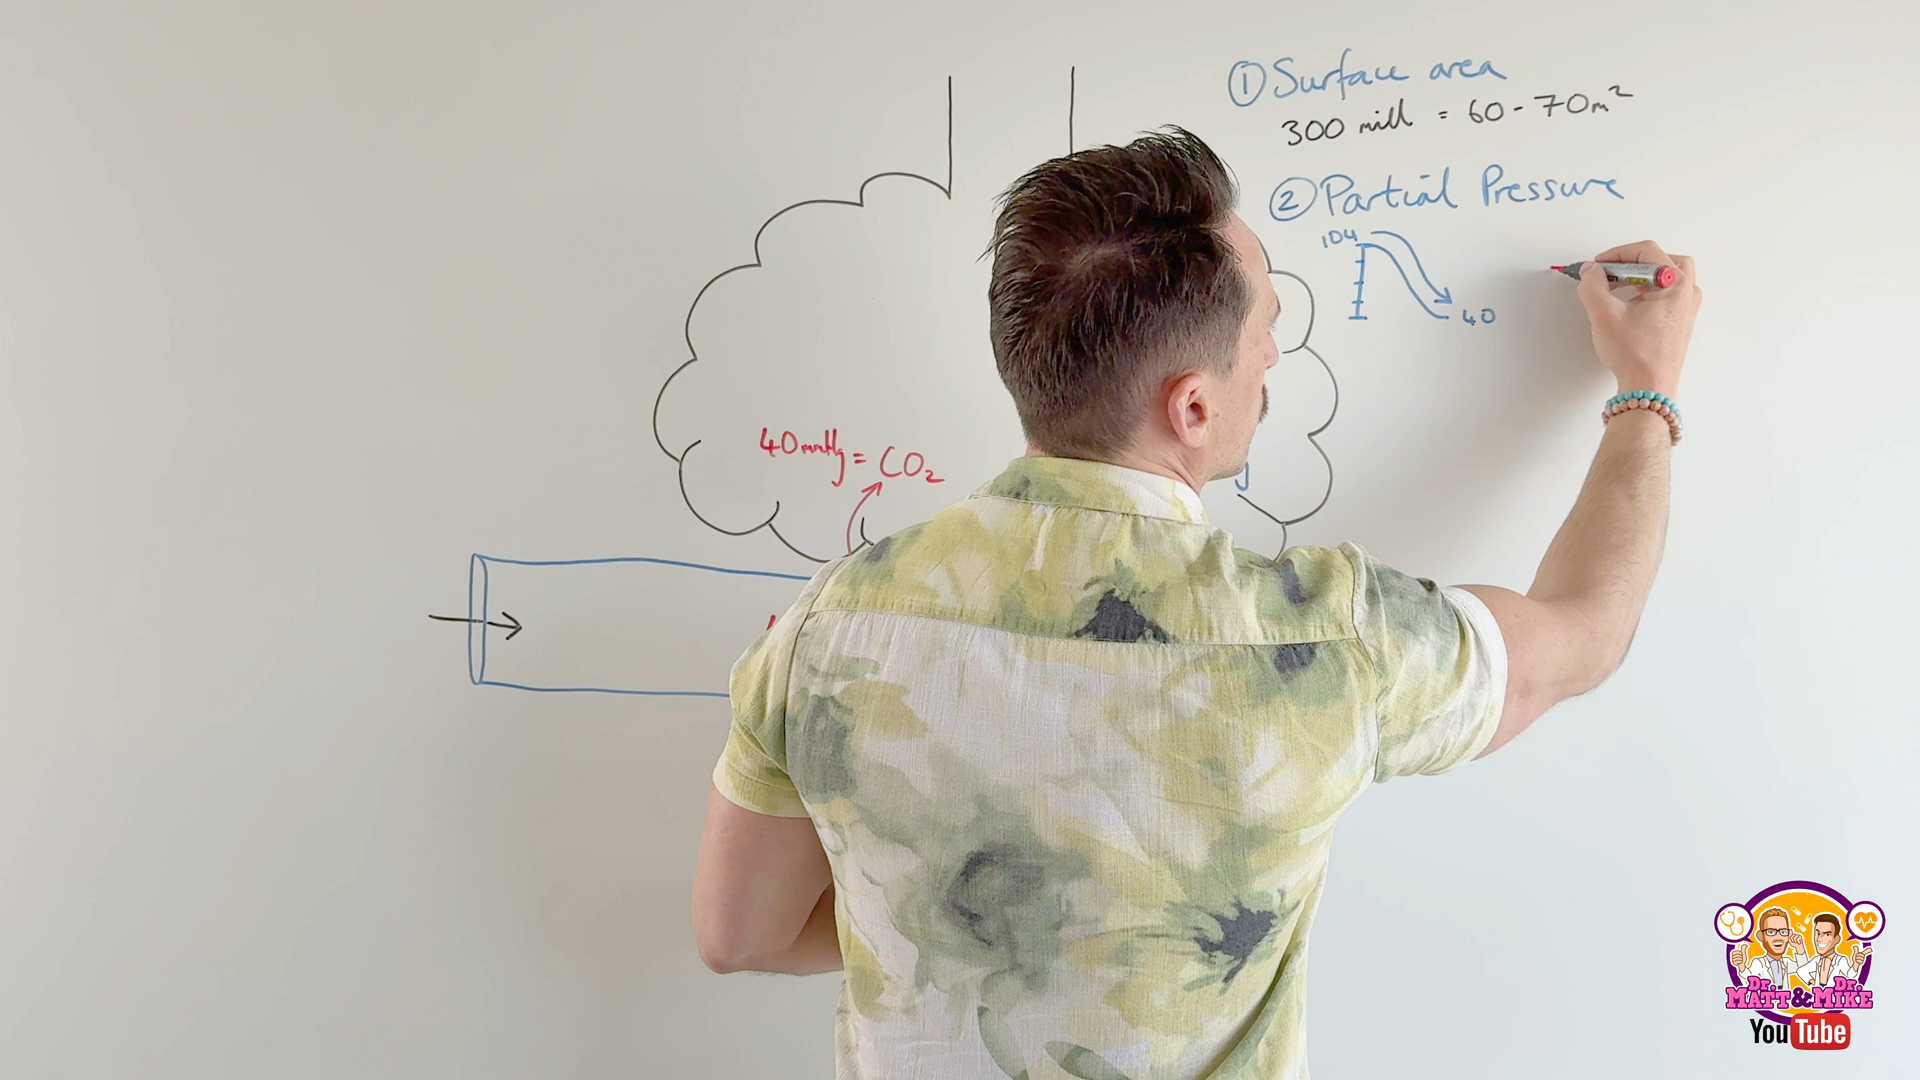 ① Surface area
300 mill = 60 - 70m²
② Partial Pressure
104
40
40mmHg = CO₂
Dr. Dr.
MATT & MIKE
YouTube